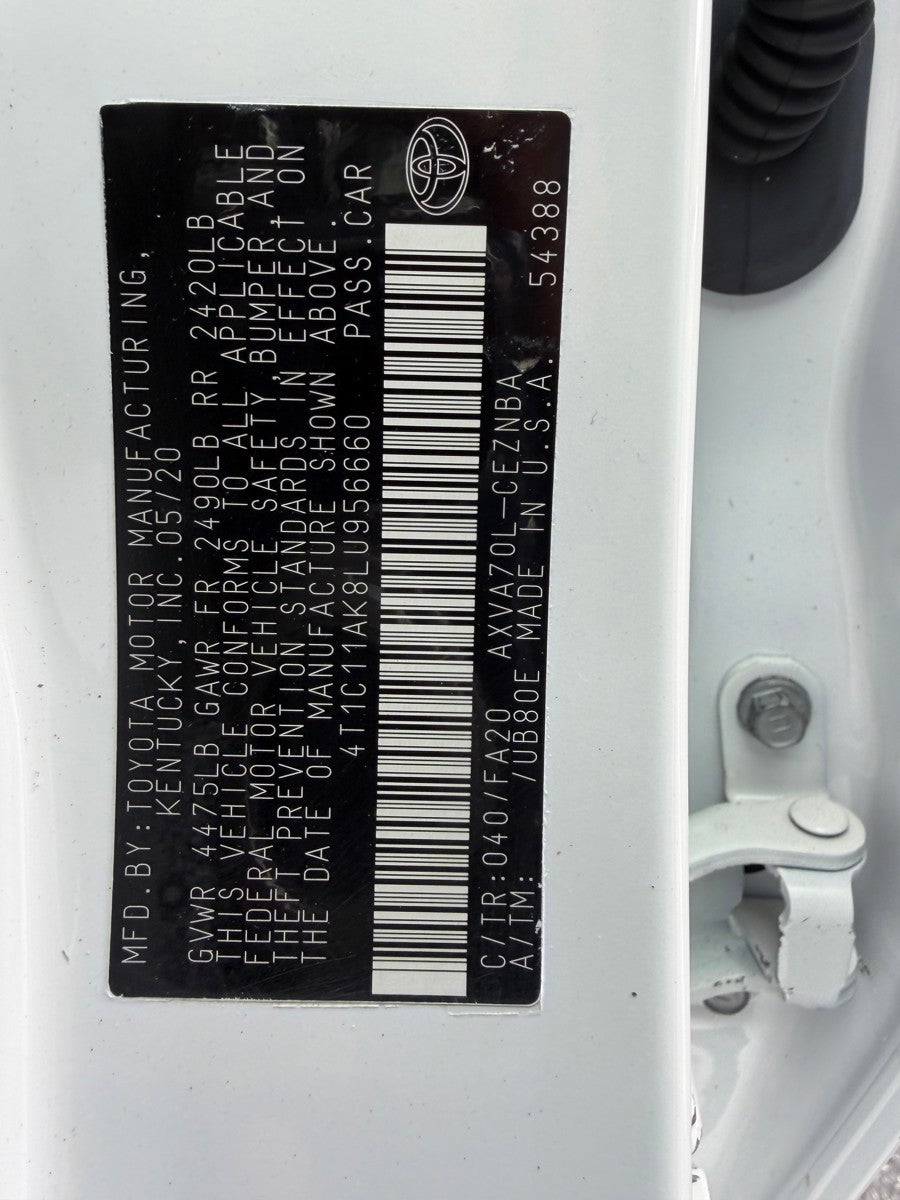 MFD.BY:TOYOTA MOTOR MANUFACTURING,
KENTUCKY,INC.05/20
GVWR 4475LB GAWR FR 2490LB RR 2420LB
THIS VEHICLE CONFORMS TO ALL APPLICABLE
FEDERAL MOTOR VEHICLE SAFETY,BUMPER,AND
THEFT PREVENTION STANDARDS IN EFFECT ON
THE DATE OF MANUFACTURE SHOWN ABOVE.
4T1C11AK8LU956660 PASS.CAR
C/TR:040/FA20 AXVA70L-CEZNBA
A/TM: /UB80E MADE IN U.S.A. 54388